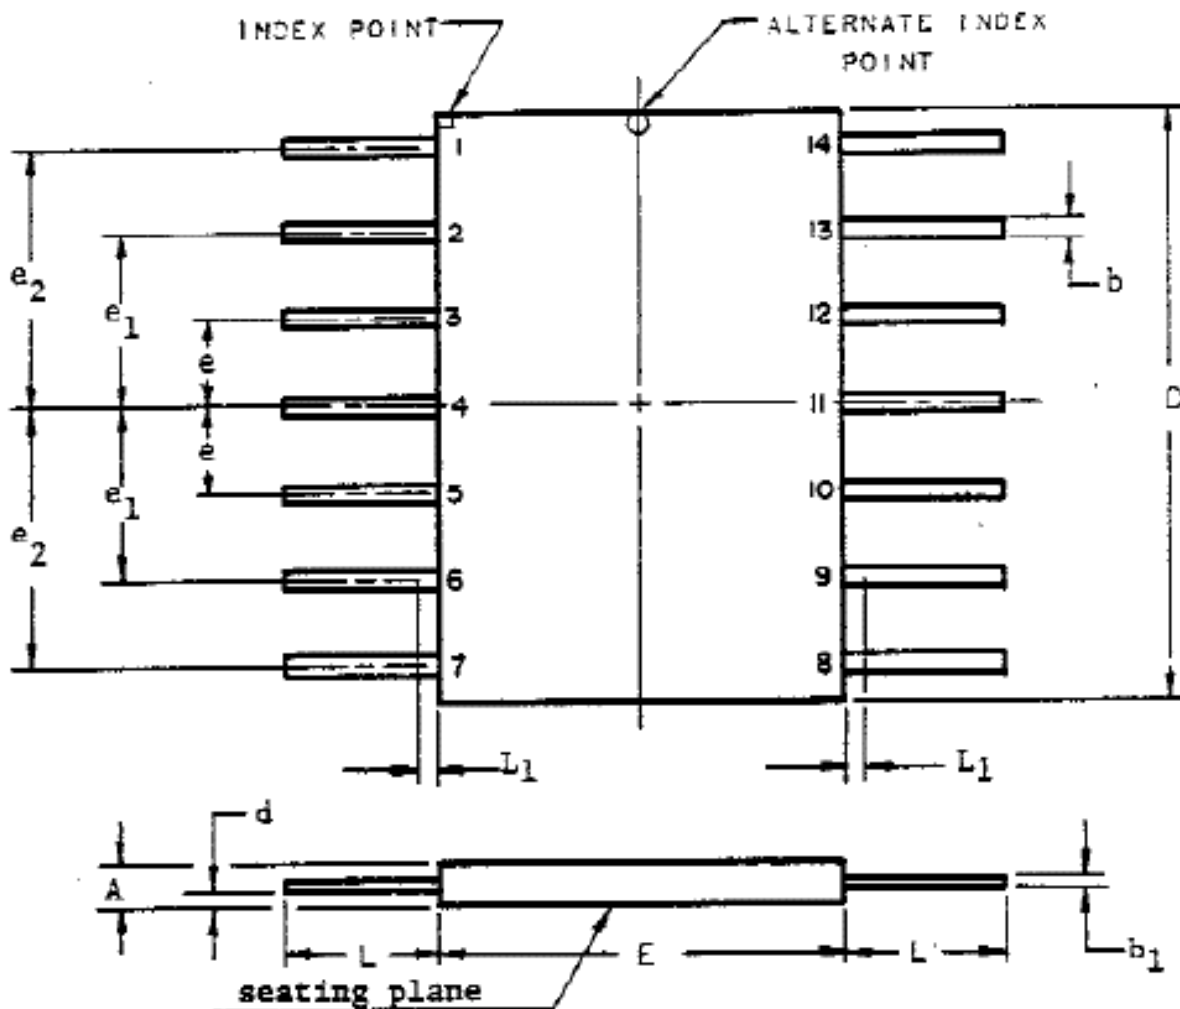 INDEX POINT
ALTERNATE INDEX
POINT
1
14
2
13
b
e2
e1
3
12
e
4
11
D
e
e1
5
10
e2
6
9
7
8
L1
L1
d
A
L
E
L
b1
seating plane